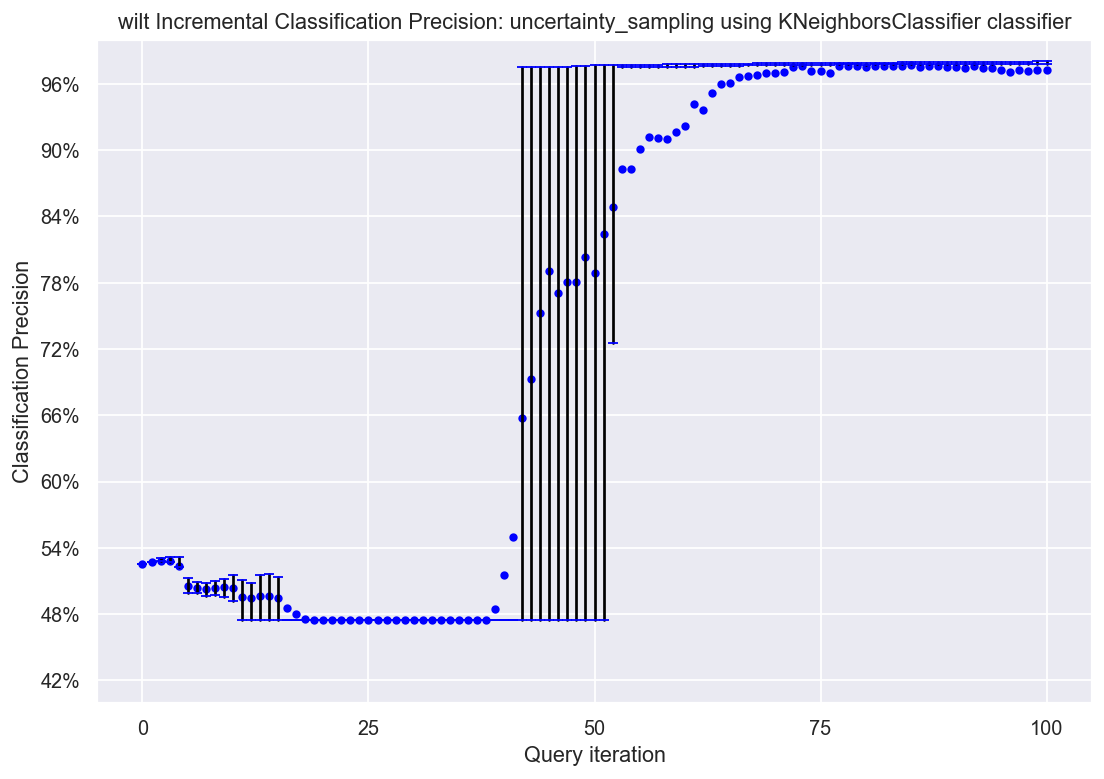 wilt Incremental Classification Precision: uncertainty_sampling using KNeighborsClassifier classifier
Classification Precision
96%
90%
84%
78%
72%
66%
60%
54%
48%
42%
0 25 50 75 100
Query iteration